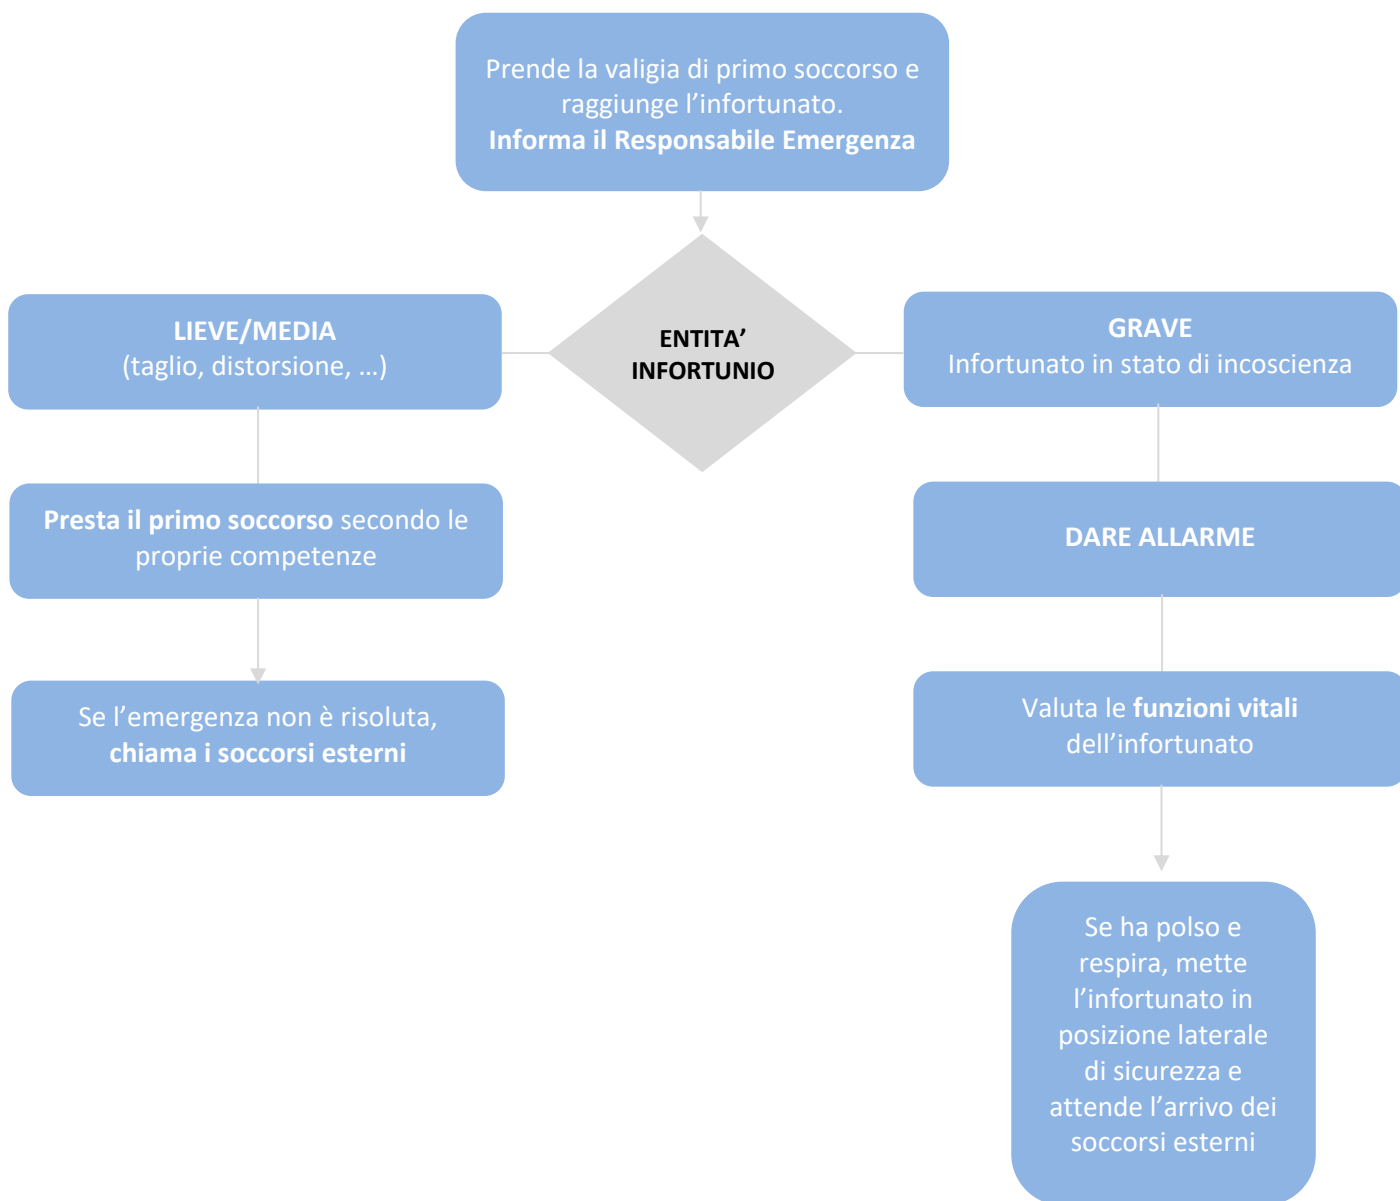 Prende la valigia di primo soccorso e
raggiunge l’infortunato.
Informa il Responsabile Emergenza
ENTITA’
INFORTUNIO
LIEVE/MEDIA
(taglio, distorsione, …)
Presta il primo soccorso secondo le
proprie competenze
Se l’emergenza non è risoluta,
chiama i soccorsi esterni
GRAVE
Infortunato in stato di incoscienza
DARE ALLARME
Valuta le funzioni vitali
dell’infortunato
Se ha polso e
respira, mette
l’infortunato in
posizione laterale
di sicurezza e
attende l’arrivo dei
soccorsi esterni